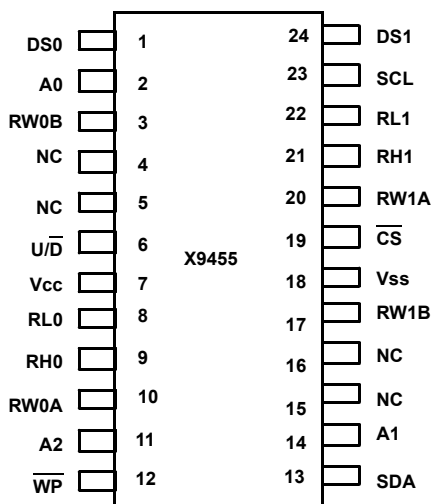 DS0 1 24 DS1
A0 2 23 SCL
RW0B 3 22 RL1
NC 4 21 RH1
NC 5 20 RW1A
U/D̅ 6 19 C̅S̅
X9455
Vcc 7 18 Vss
RL0 8 17 RW1B
RH0 9 16 NC
RW0A 10 15 NC
A2 11 14 A1
W̅P̅ 12 13 SDA